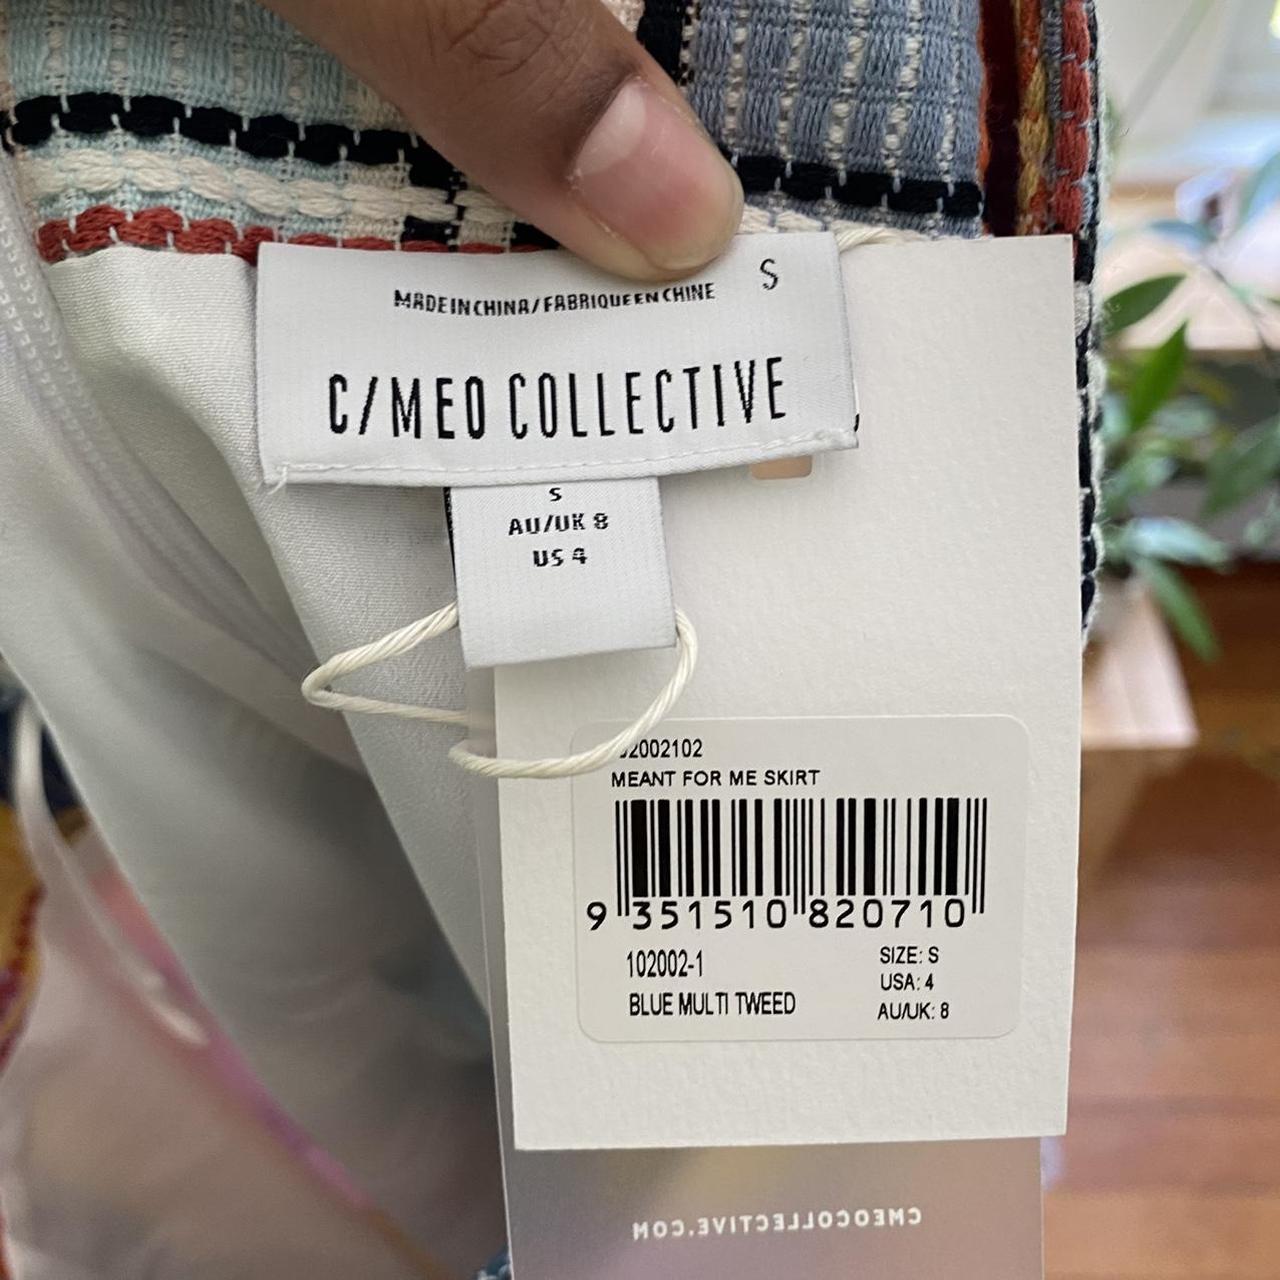 S
MADE IN CHINA/FABRIQUE EN CHINE
C/MEO COLLECTIVE
S
AU/UK 8
US 4
MEANT FOR ME SKIRT
9 351510 820710
102002-1
SIZE: S
USA: 4
BLUE MULTI TWEED
AU/UK: 8
CMEOCOLLECTIVE.COM